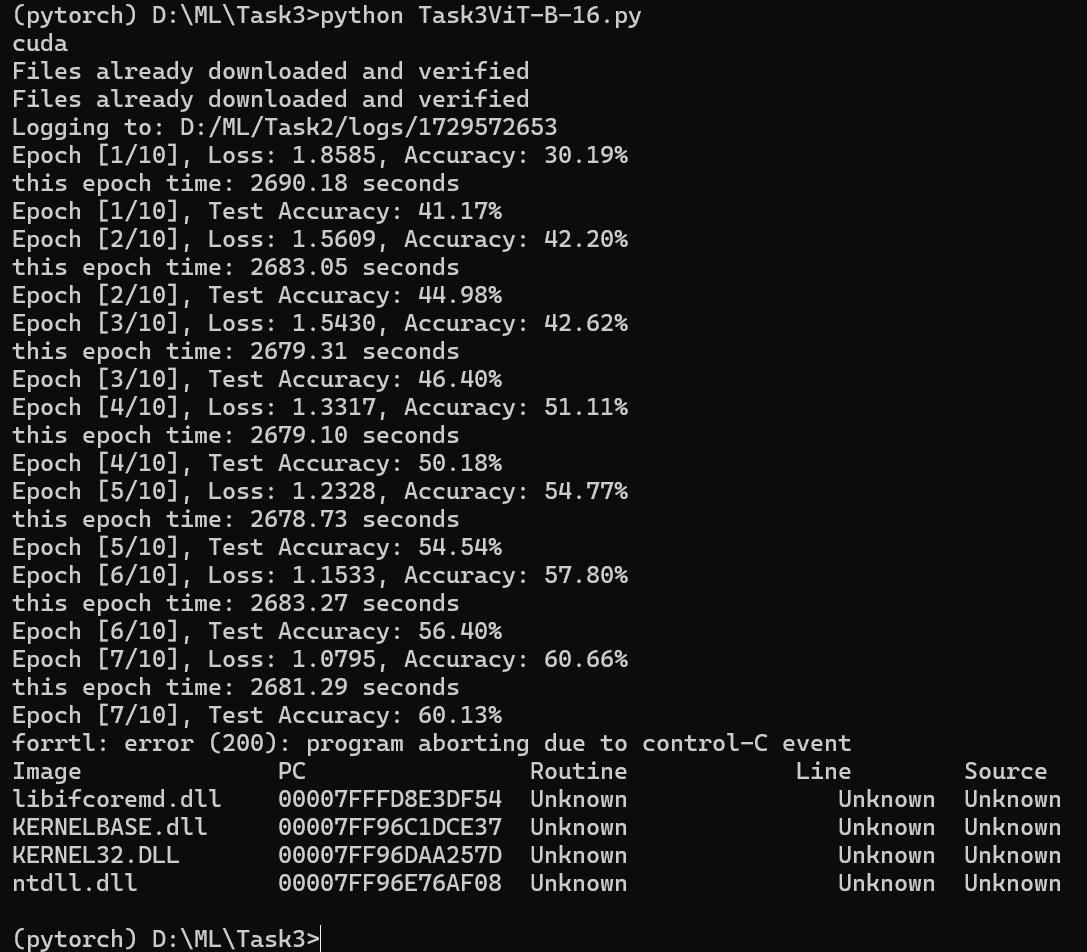 (pytorch) D:\ML\Task3>python Task3ViT-B-16.py
cuda
Files already downloaded and verified
Files already downloaded and verified
Logging to: D:/ML/Task2/logs/1729572653
Epoch [1/10], Loss: 1.8585, Accuracy: 30.19%
this epoch time: 2690.18 seconds
Epoch [1/10], Test Accuracy: 41.17%
Epoch [2/10], Loss: 1.5609, Accuracy: 42.20%
this epoch time: 2683.05 seconds
Epoch [2/10], Test Accuracy: 44.98%
Epoch [3/10], Loss: 1.5430, Accuracy: 42.62%
this epoch time: 2679.31 seconds
Epoch [3/10], Test Accuracy: 46.40%
Epoch [4/10], Loss: 1.3317, Accuracy: 51.11%
this epoch time: 2679.10 seconds
Epoch [4/10], Test Accuracy: 50.18%
Epoch [5/10], Loss: 1.2328, Accuracy: 54.77%
this epoch time: 2678.73 seconds
Epoch [5/10], Test Accuracy: 54.54%
Epoch [6/10], Loss: 1.1533, Accuracy: 57.80%
this epoch time: 2683.27 seconds
Epoch [6/10], Test Accuracy: 56.40%
Epoch [7/10], Loss: 1.0795, Accuracy: 60.66%
this epoch time: 2681.29 seconds
Epoch [7/10], Test Accuracy: 60.13%
forrtl: error (200): program aborting due to control-C event
Image              PC                Routine            Line        Source
libifcoremd.dll    00007FFFD8E3DF54  Unknown               Unknown  Unknown
KERNELBASE.dll     00007FF96C1DCE37  Unknown               Unknown  Unknown
KERNEL32.DLL       00007FF96DAA257D  Unknown               Unknown  Unknown
ntdll.dll          00007FF96E76AF08  Unknown               Unknown  Unknown
(pytorch) D:\ML\Task3>